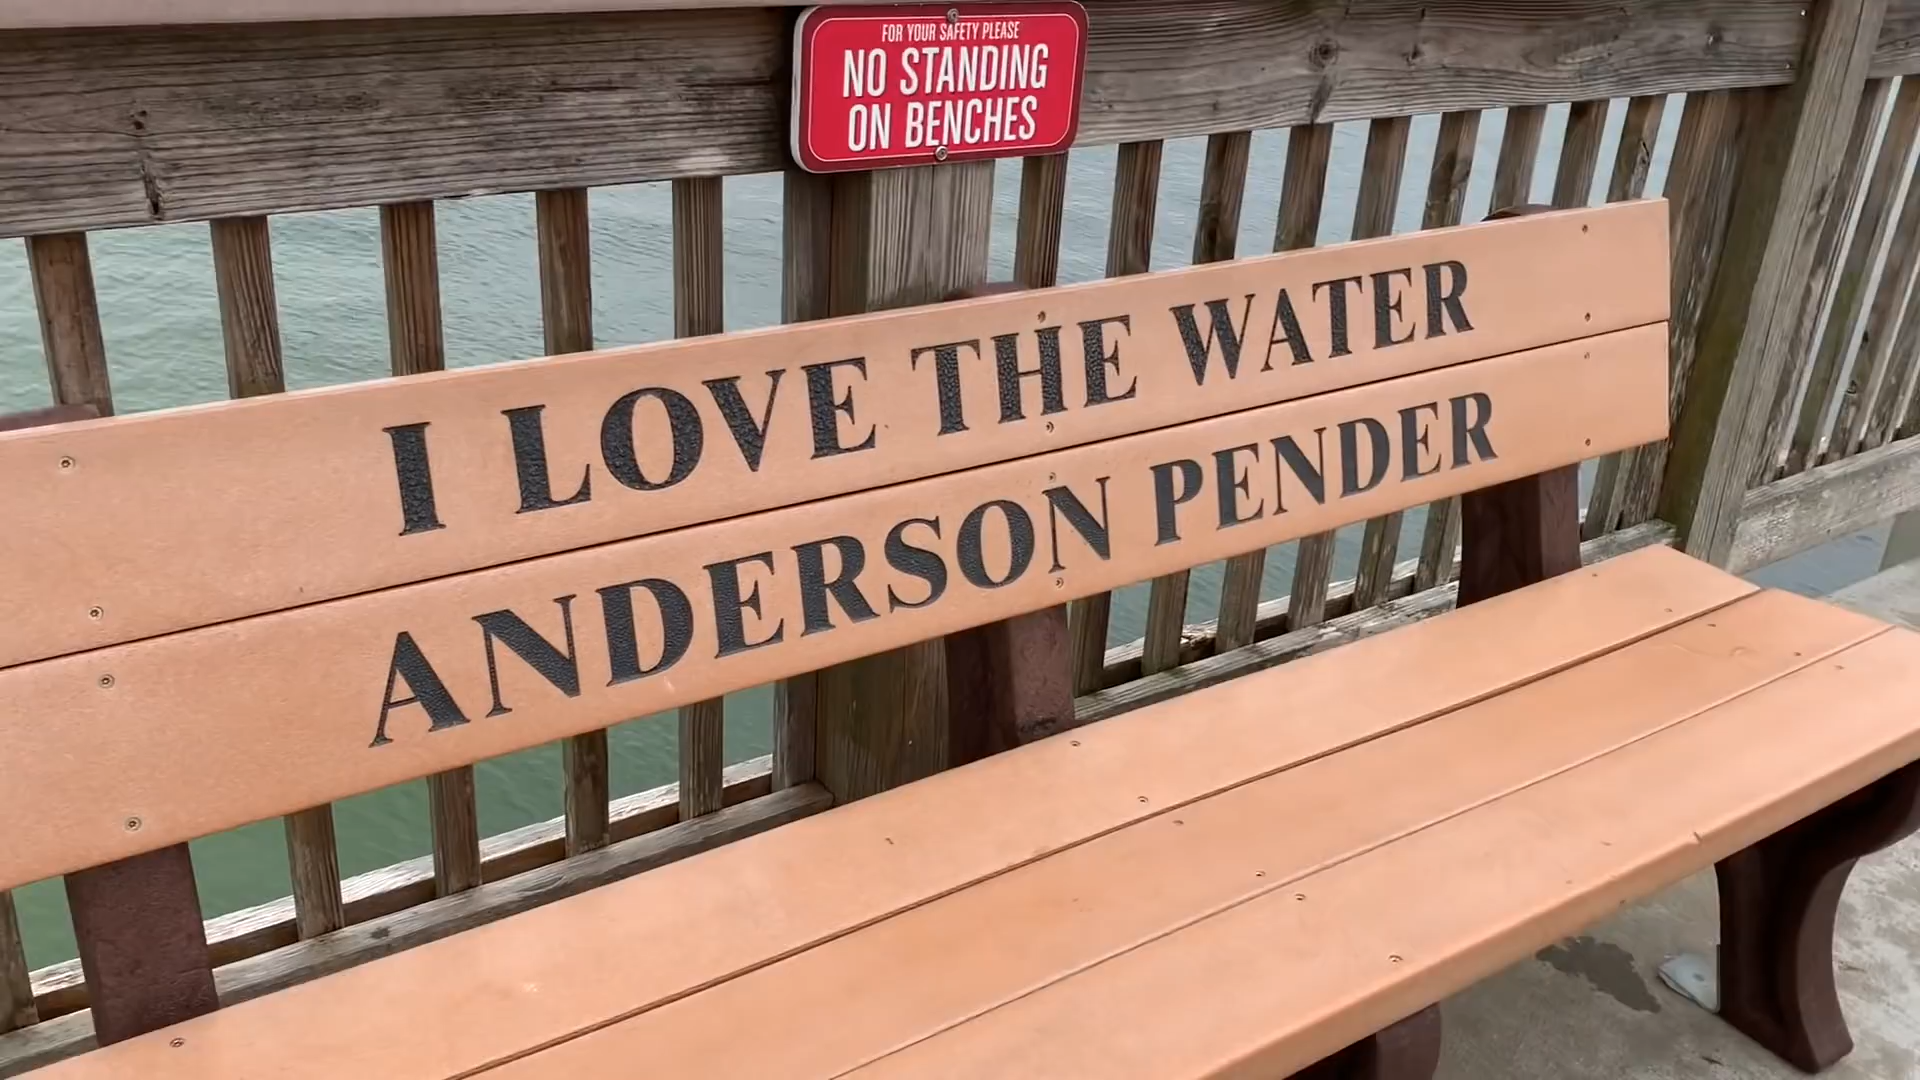 FOR YOUR SAFETY PLEASE
NO STANDING
ON BENCHES
I LOVE THE WATER
ANDERSON PENDER